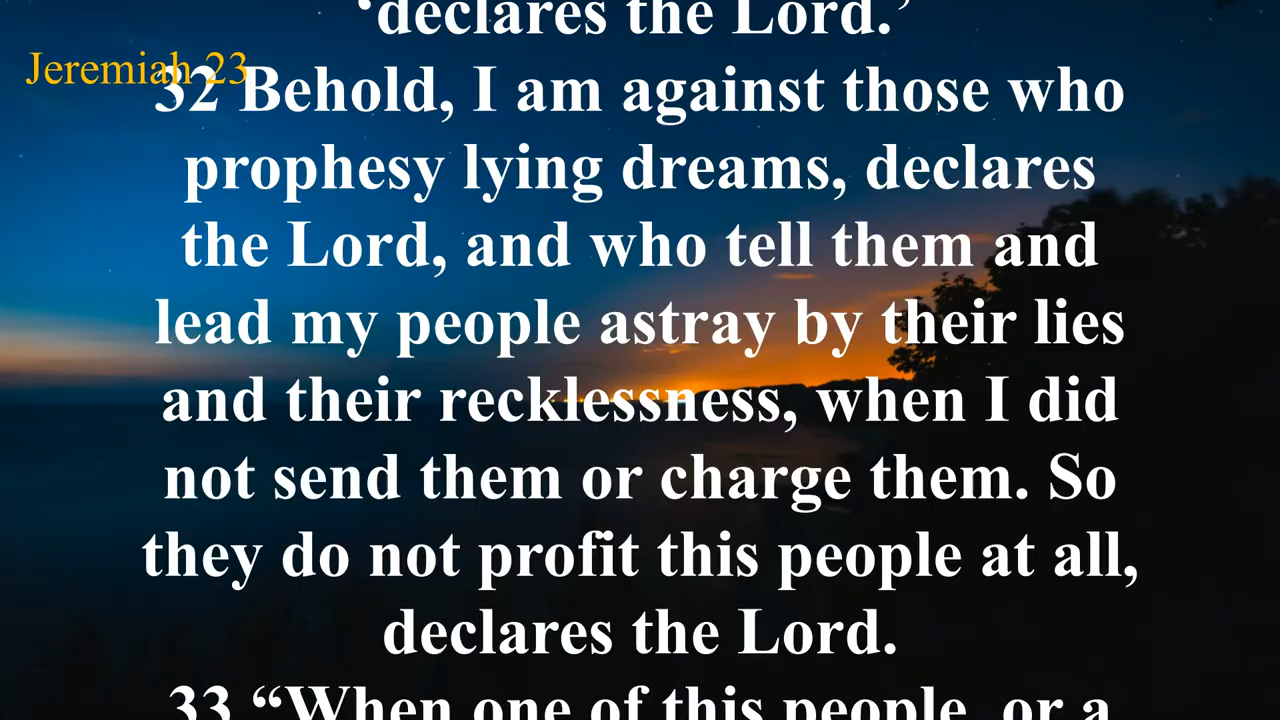 ‘declares the Lord.’
Jeremiah 23
32 Behold, I am against those who
prophesy lying dreams, declares
the Lord, and who tell them and
lead my people astray by their lies
and their recklessness, when I did
not send them or charge them. So
they do not profit this people at all,
declares the Lord.
33 “When one of this people, or a